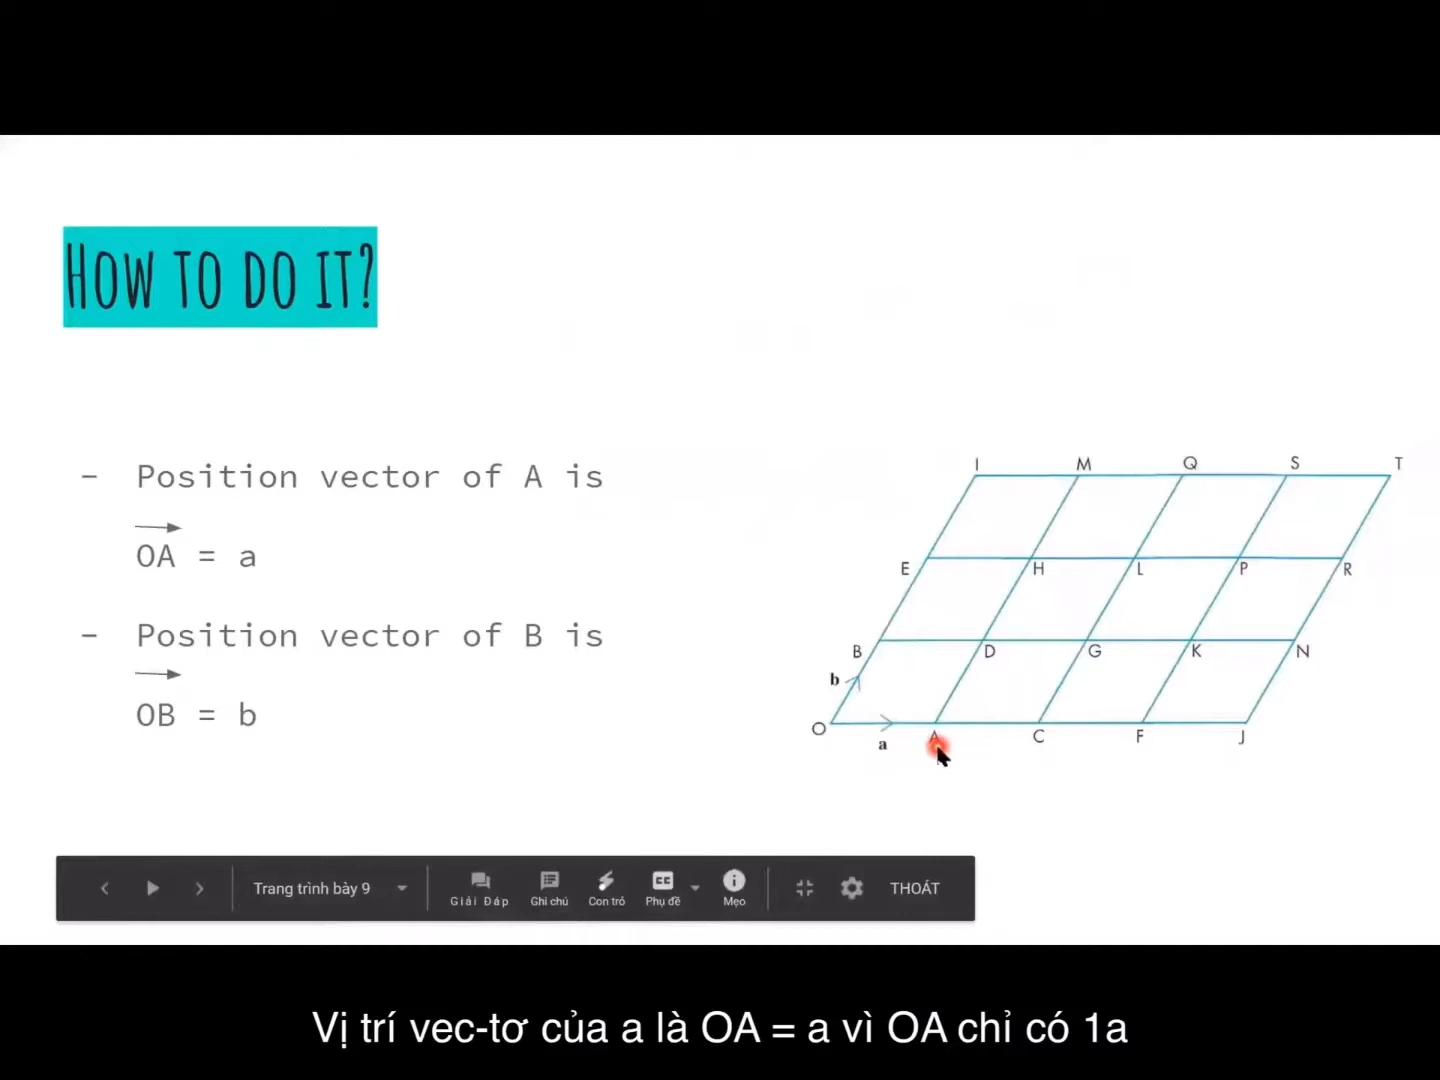 HOW TO DO IT?
- Position vector of A is
OA = a
- Position vector of B is
OB = b
I M Q S T
E H L P R
B D G K N
b
O A C F J
a
Trang trình bày 9
Giải Đáp
Ghi chú
Con trỏ
CC
Phụ đề
Mẹo
THOÁT
Vị trí vec-tơ của a là OA = a vì OA chỉ có 1a